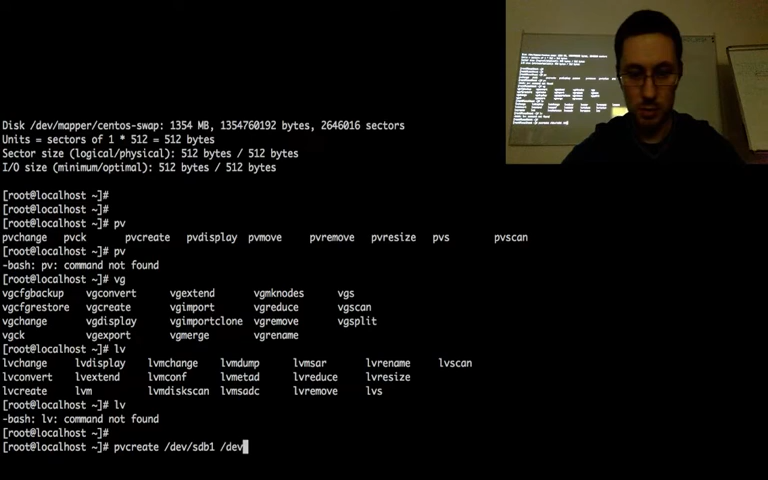 Disk /dev/mapper/centos-swap: 1354 MB, 1354760192 bytes, 2646016 sectors
Units = sectors of 1 * 512 = 512 bytes
Sector size (logical/physical): 512 bytes / 512 bytes
I/O size (minimum/optimal): 512 bytes / 512 bytes
[root@localhost ~]#
[root@localhost ~]#
[root@localhost ~]# pv
pvchange pvck pvcreate pvdisplay pvmove pvremove pvresize pvs pvscan
[root@localhost ~]# pv
-bash: pv: command not found
[root@localhost ~]# vg
vgcfgbackup vgconvert vgextend vgmknodes vgs
vgcfgrestore vgcreate vgimport vgreduce vgscan
vgchange vgdisplay vgimportclone vgremove vgsplit
vgck vgexport vgmerge vgrename
[root@localhost ~]# lv
lvchange lvdisplay lvmchange lvmdump lvmsar lvrename lvscan
lvconvert lvextend lvmconf lvmetad lvreduce lvresize
lvcreate lvm lvmdiskscan lvmsadc lvremove lvs
[root@localhost ~]# lv
-bash: lv: command not found
[root@localhost ~]#
[root@localhost ~]# pvcreate /dev/sdb1 /dev